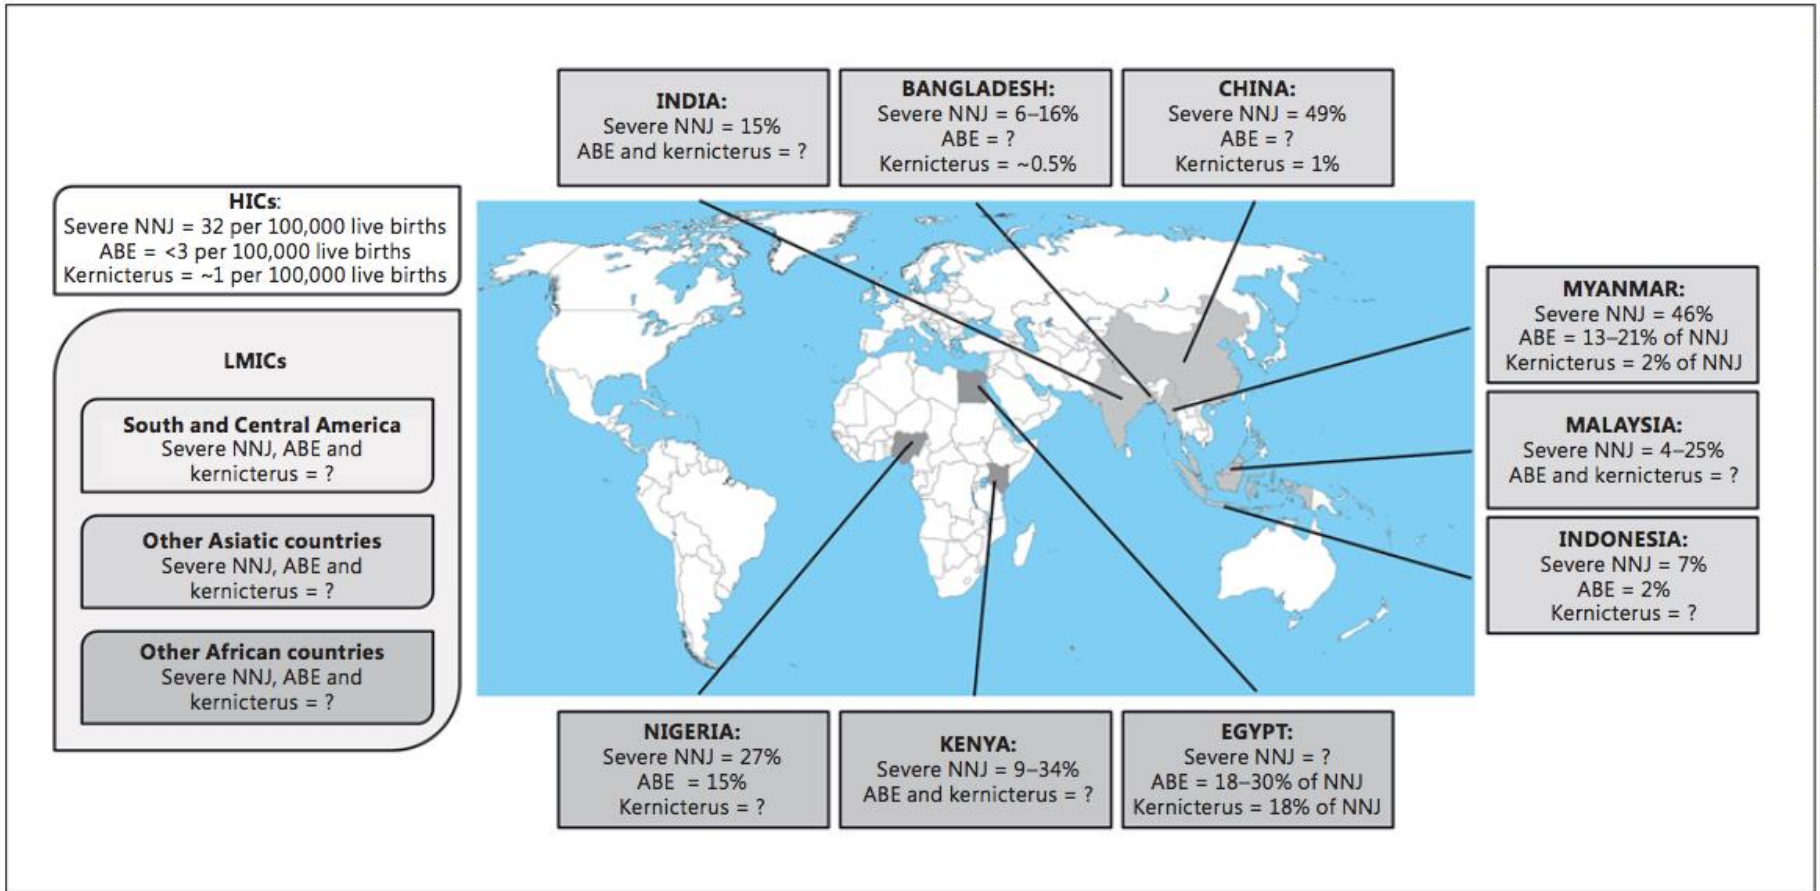 INDIA:
Severe NNJ = 15%
ABE and kernicterus = ?
BANGLADESH:
Severe NNJ = 6–16%
ABE = ?
Kernicterus = ~0.5%
CHINA:
Severe NNJ = 49%
ABE = ?
Kernicterus = 1%
HICs:
Severe NNJ = 32 per 100,000 live births
ABE = <3 per 100,000 live births
Kernicterus = ~1 per 100,000 live births
LMICs
South and Central America
Severe NNJ, ABE and
kernicterus = ?
Other Asiatic countries
Severe NNJ, ABE and
kernicterus = ?
Other African countries
Severe NNJ, ABE and
kernicterus = ?
MYANMAR:
Severe NNJ = 46%
ABE = 13–21% of NNJ
Kernicterus = 2% of NNJ
MALAYSIA:
Severe NNJ = 4–25%
ABE and kernicterus = ?
INDONESIA:
Severe NNJ = 7%
ABE = 2%
Kernicterus = ?
NIGERIA:
Severe NNJ = 27%
ABE = 15%
Kernicterus = ?
KENYA:
Severe NNJ = 9–34%
ABE and kernicterus = ?
EGYPT:
Severe NNJ = ?
ABE = 18–30% of NNJ
Kernicterus = 18% of NNJ